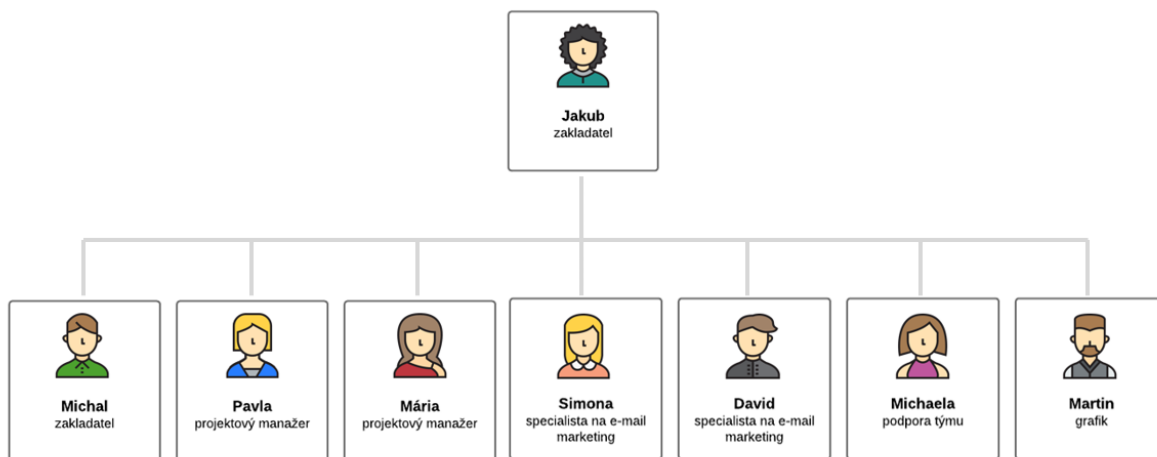 Jakub
zakladatel
Michal
zakladatel
Pavla
projektový manažer
Mária
projektový manažer
Simona
specialista na e-mail
marketing
David
specialista na e-mail
marketing
Michaela
podpora týmu
Martin
grafik